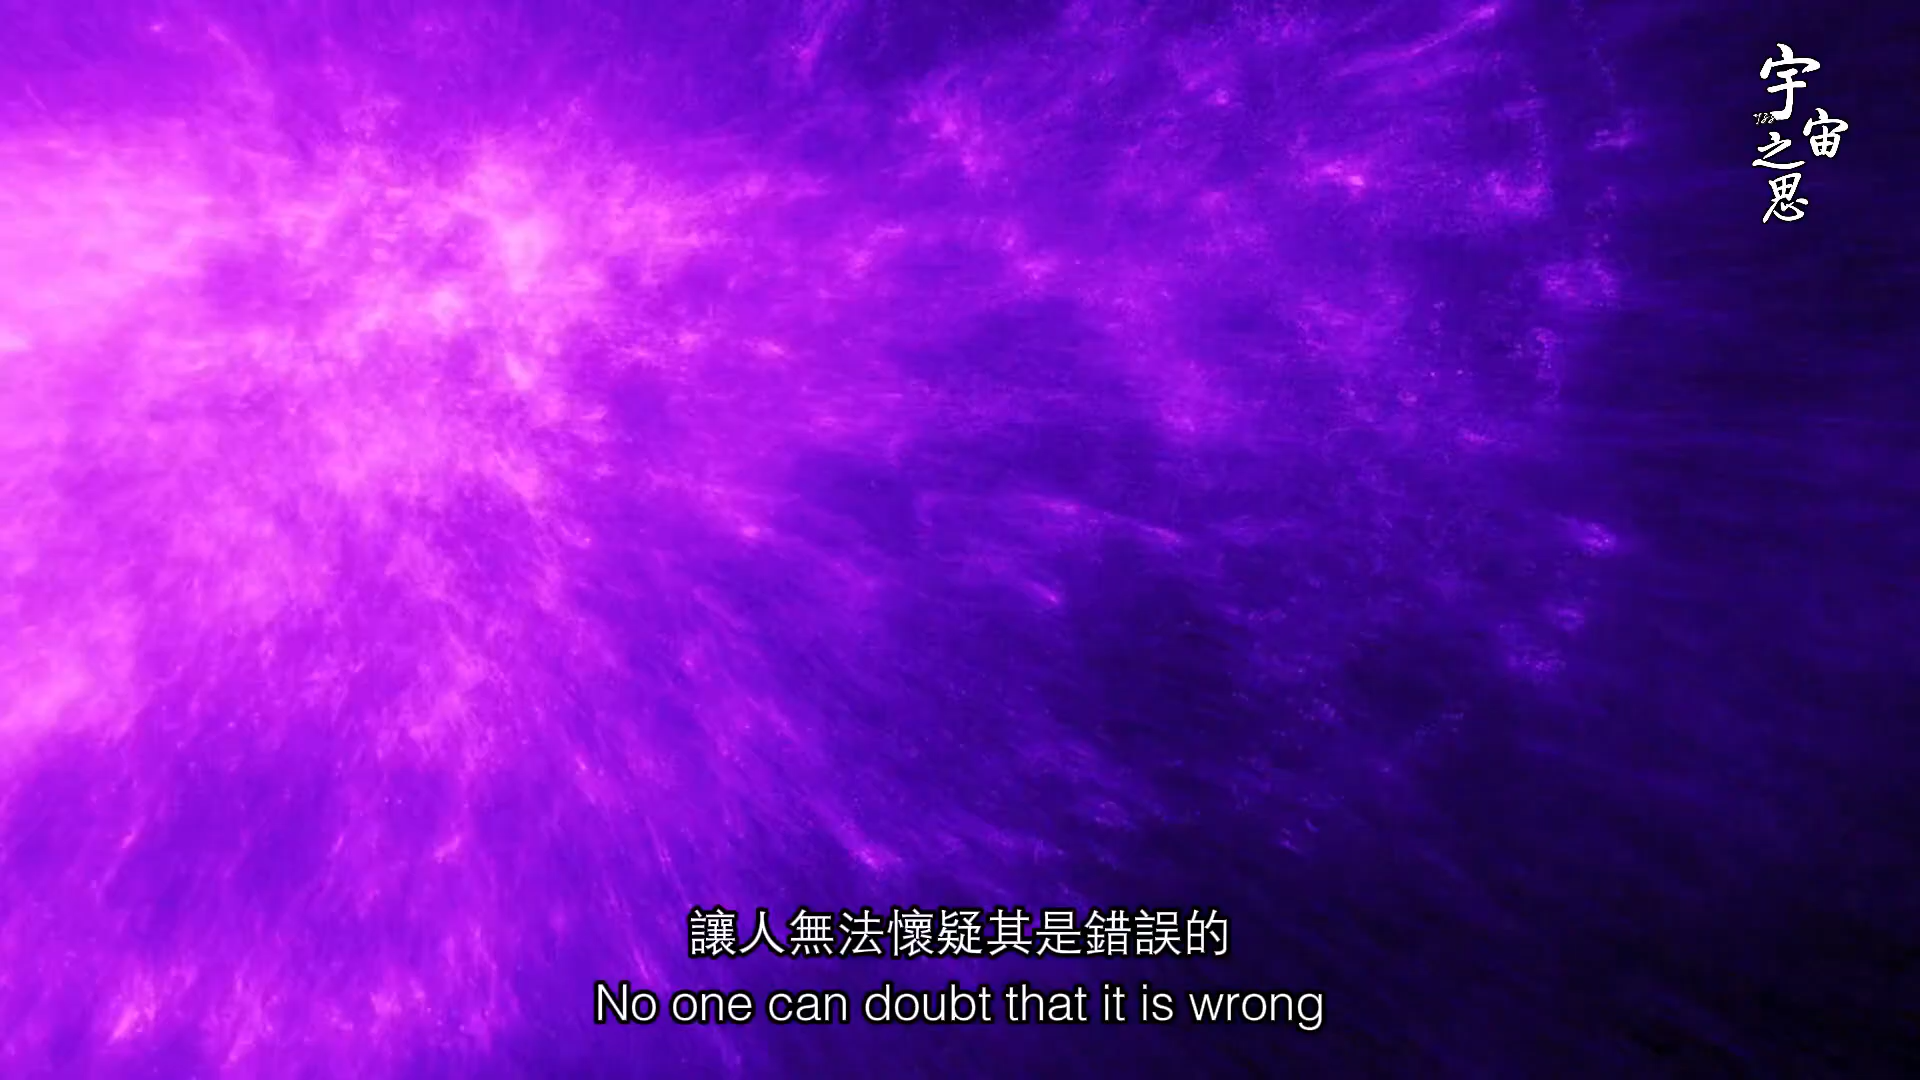 宇宙之思
讓人無法懷疑其是錯誤的
No one can doubt that it is wrong